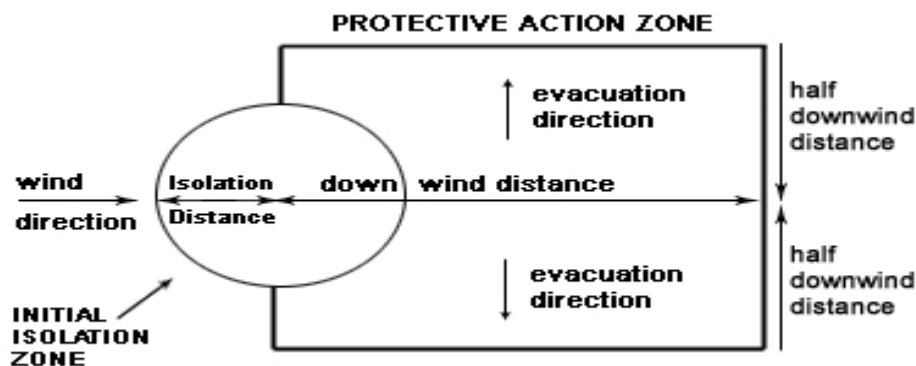 PROTECTIVE ACTION ZONE
evacuation
direction
half
downwind
distance
wind
direction
Isolation
Distance
down wind distance
evacuation
direction
half
downwind
distance
INITIAL
ISOLATION
ZONE